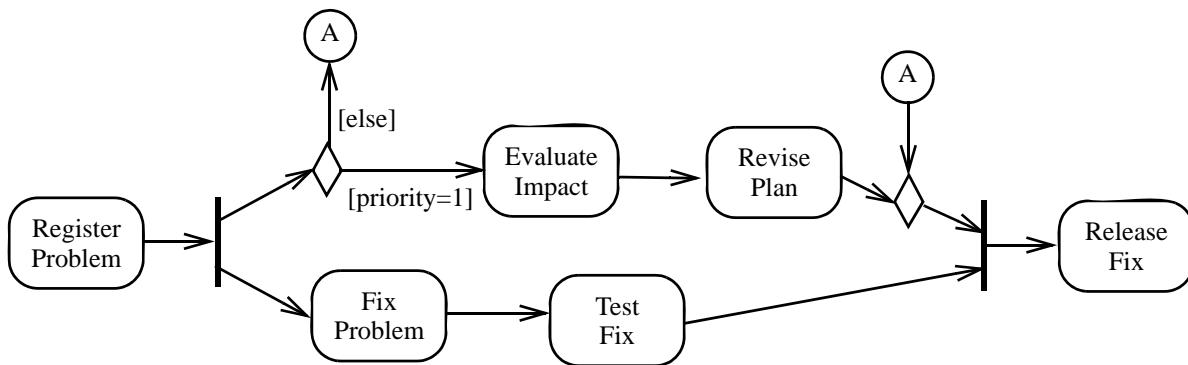 A
A
[else]
Evaluate
Impact
Revise
Plan
[priority=1]
Register
Problem
Release
Fix
Fix
Problem
Test
Fix